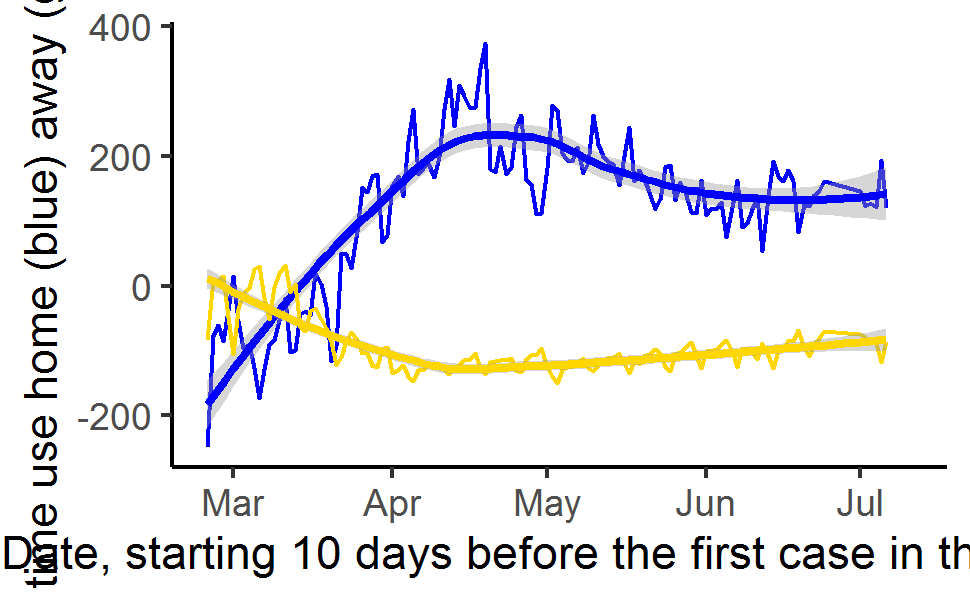 time use home (blue) away (
400
200
0
-200
Mar Apr May Jun Jul
Date, starting 10 days before the first case in th